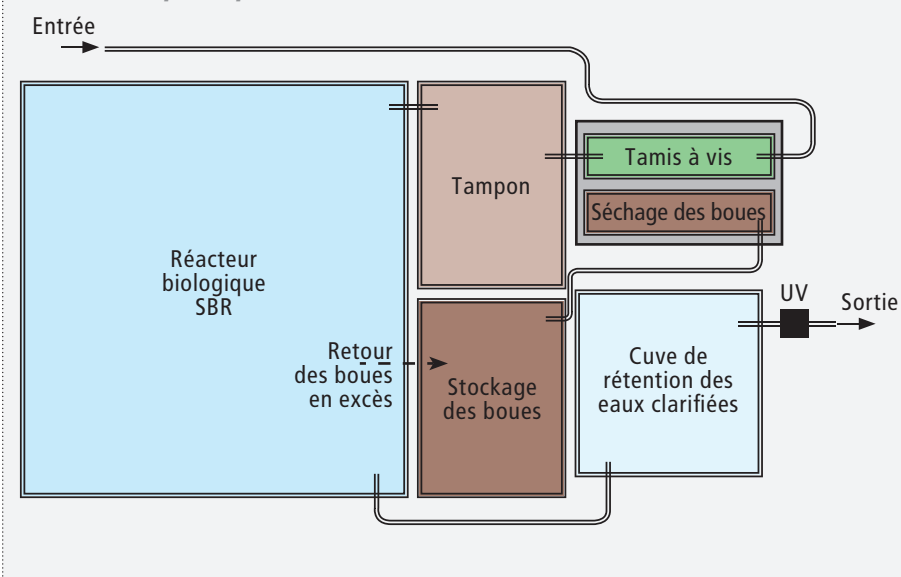 Entrée
Tamis à vis
Tampon
Séchage des boues
Réacteur
biologique
SBR
UV
Sortie
Retour
des boues
en excès
Stockage
des boues
Cuve de
rétention des
eaux clarifiées